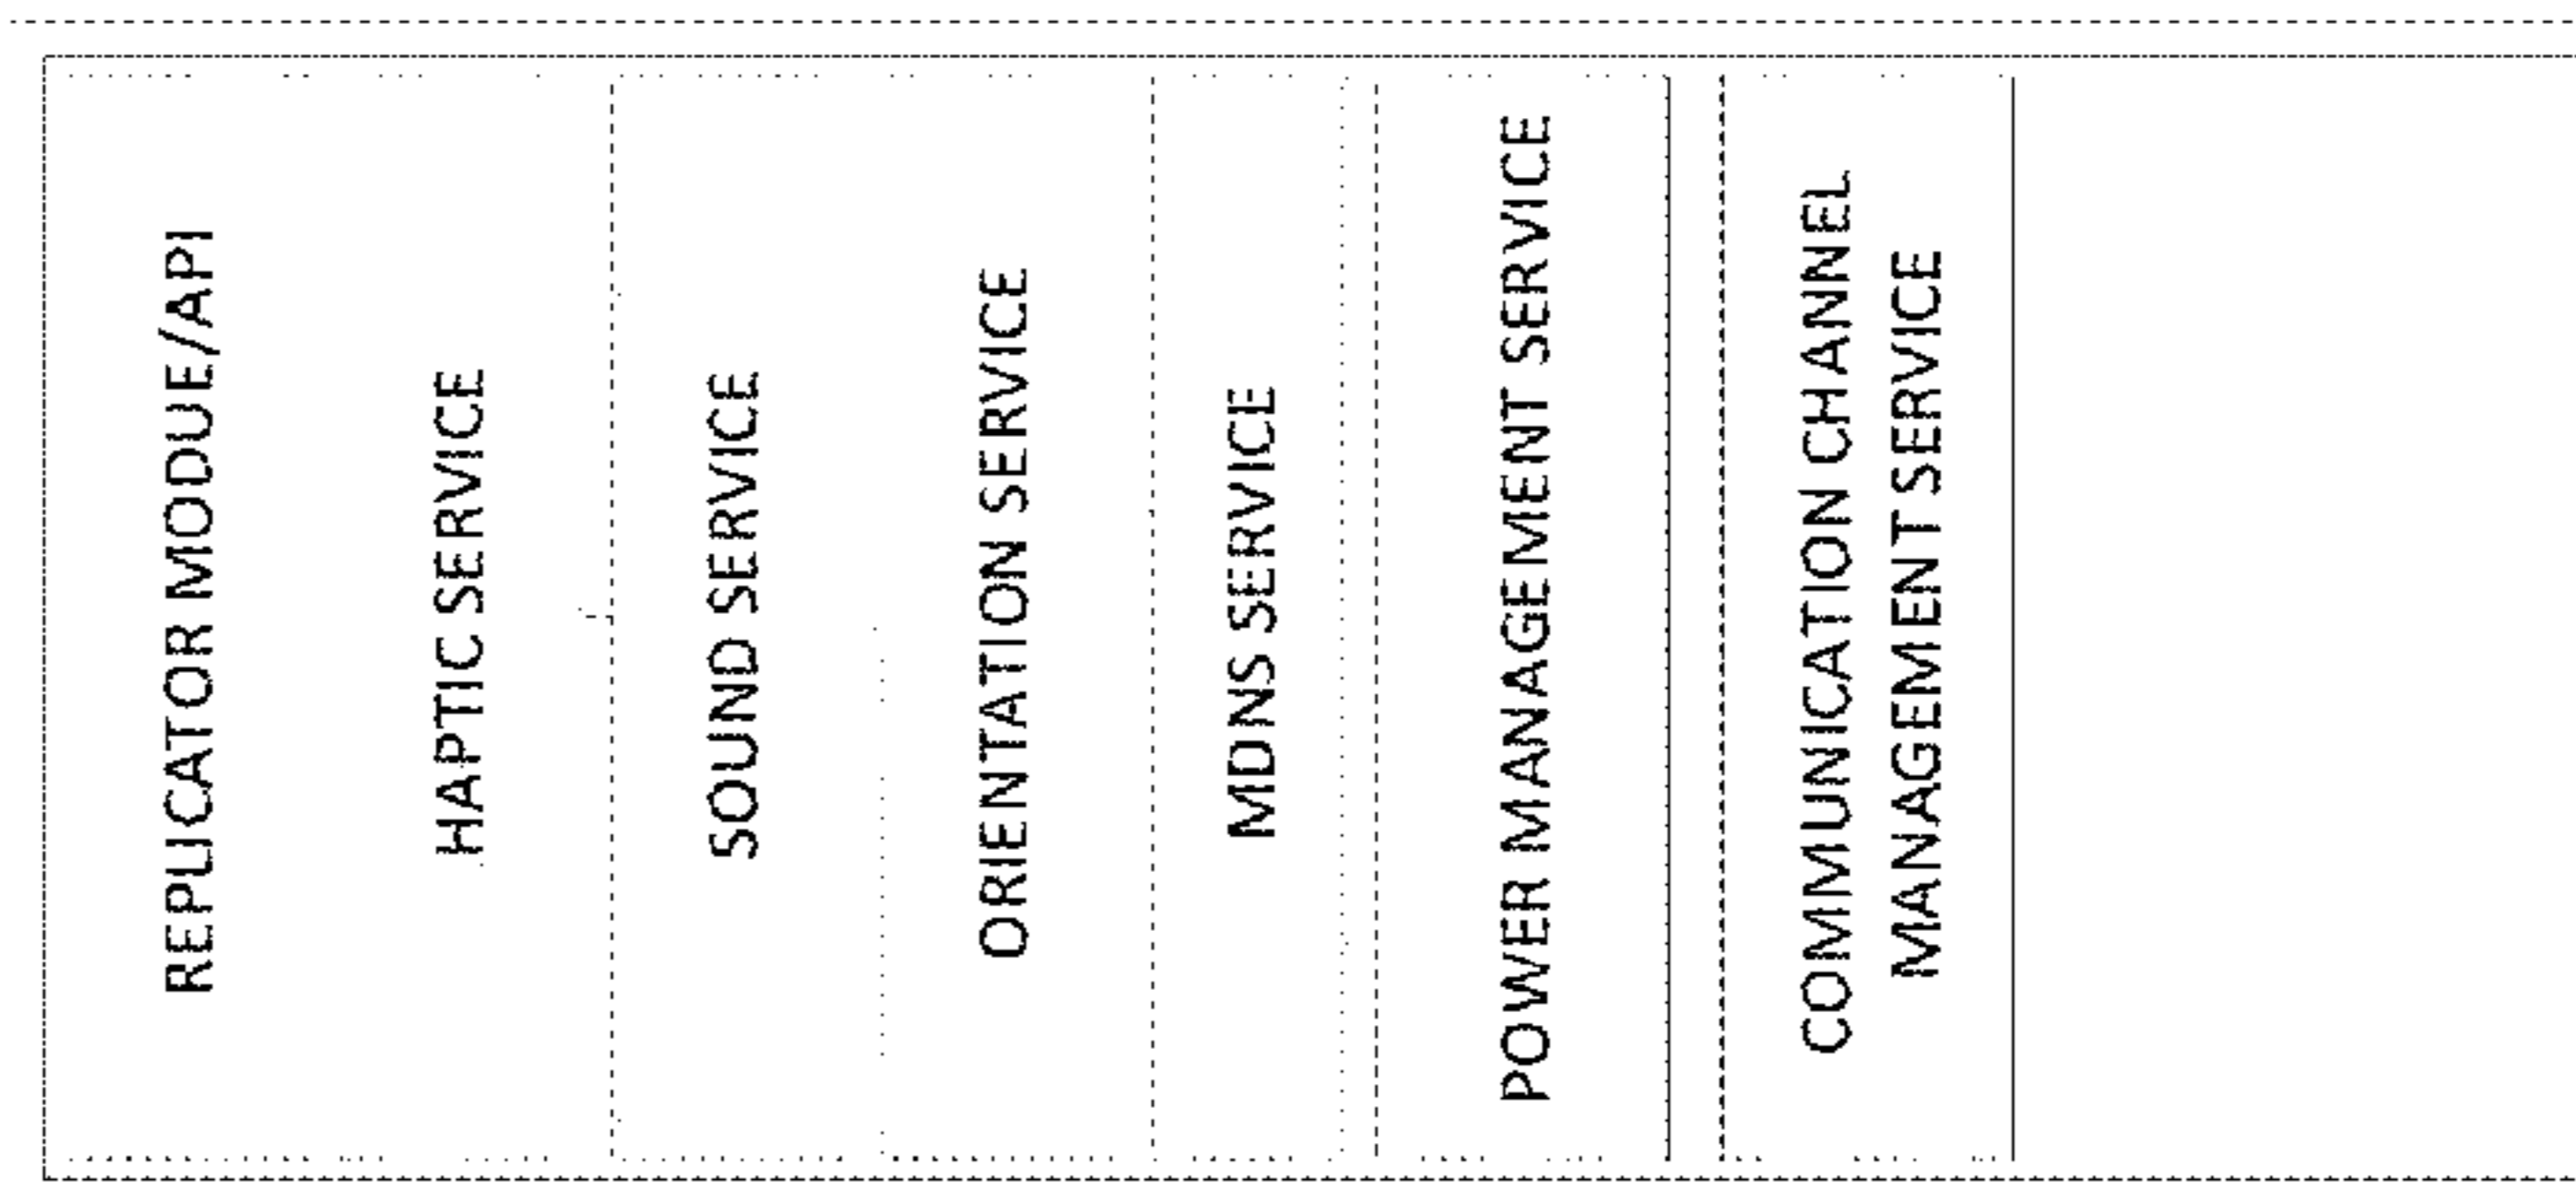 REPLICATOR MODUE/API
HAPTIC SERVICE
SOUND SERVICE
ORIENTATION SERVICE
MDNS SERVICE
POWER MANAGEMENT SERVICE
COMMUNICATION CHANNEL
MANAGEMENT SERVICE